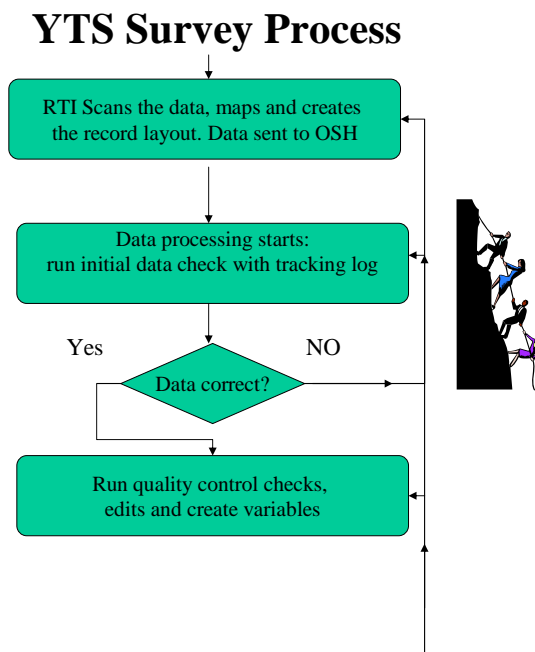 YTS Survey Process
RTI Scans the data, maps and creates
the record layout. Data sent to OSH
Data processing starts:
run initial data check with tracking log
Yes
NO
Data correct?
Run quality control checks,
edits and create variables